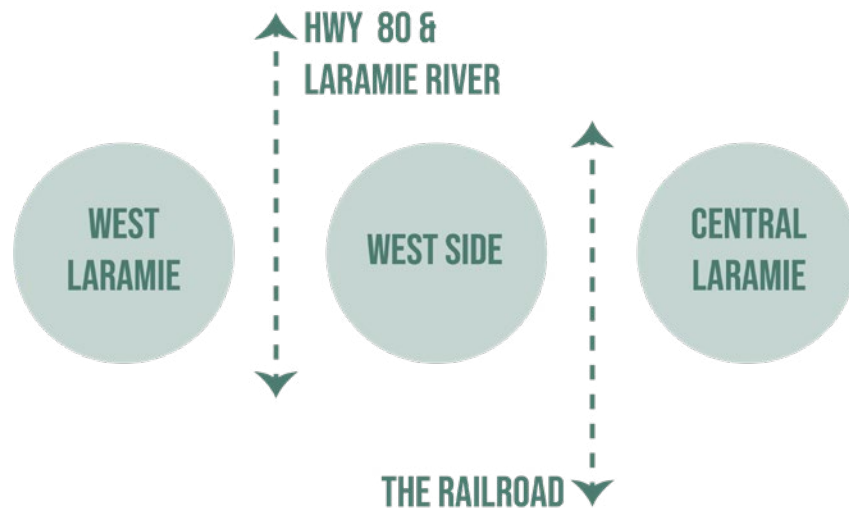 HWY 80 &
LARAMIE RIVER
WEST
LARAMIE
WEST SIDE
CENTRAL
LARAMIE
THE RAILROAD